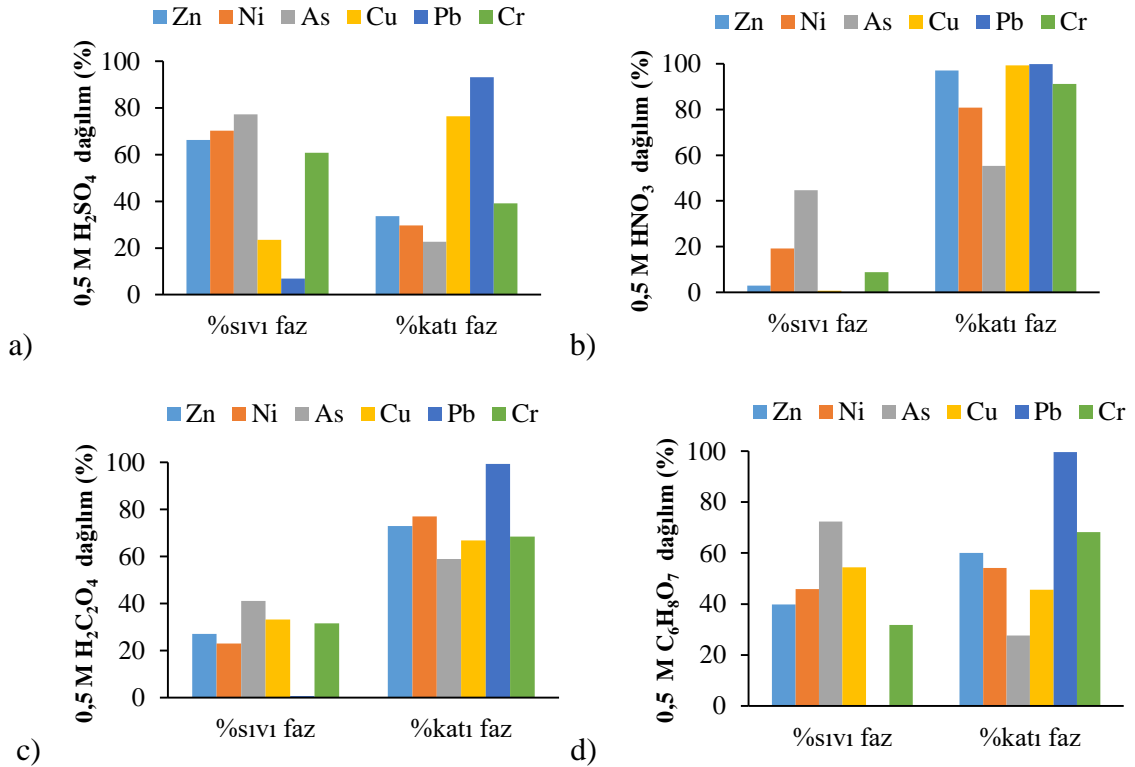 Zn Ni As Cu Pb Cr
0,5 M H₂SO₄ dağılım (%)
100
80
60
40
20
0
%sıvı faz %katı faz
a)
Zn Ni As Cu Pb Cr
0,5 M HNO₃ dağılım (%)
100
80
60
40
20
0
%sıvı faz %katı faz
b)
Zn Ni As Cu Pb Cr
0,5 M H₂C₂O₄ dağılım (%)
100
80
60
40
20
0
%sıvı faz %katı faz
c)
Zn Ni As Cu Pb Cr
0,5 M C₆H₈O₇ dağılım (%)
100
80
60
40
20
0
%sıvı faz %katı faz
d)